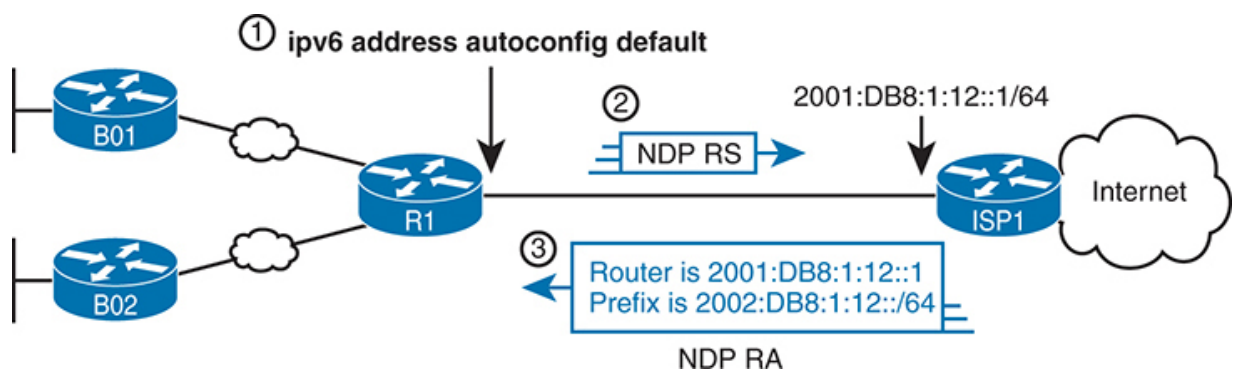 ① ipv6 address autoconfig default
② 2001:DB8:1:12::1/64
B01
NDP RS
R1
ISP1
Internet
③
Router is 2001:DB8:1:12::1
Prefix is 2002:DB8:1:12::/64
B02
NDP RA